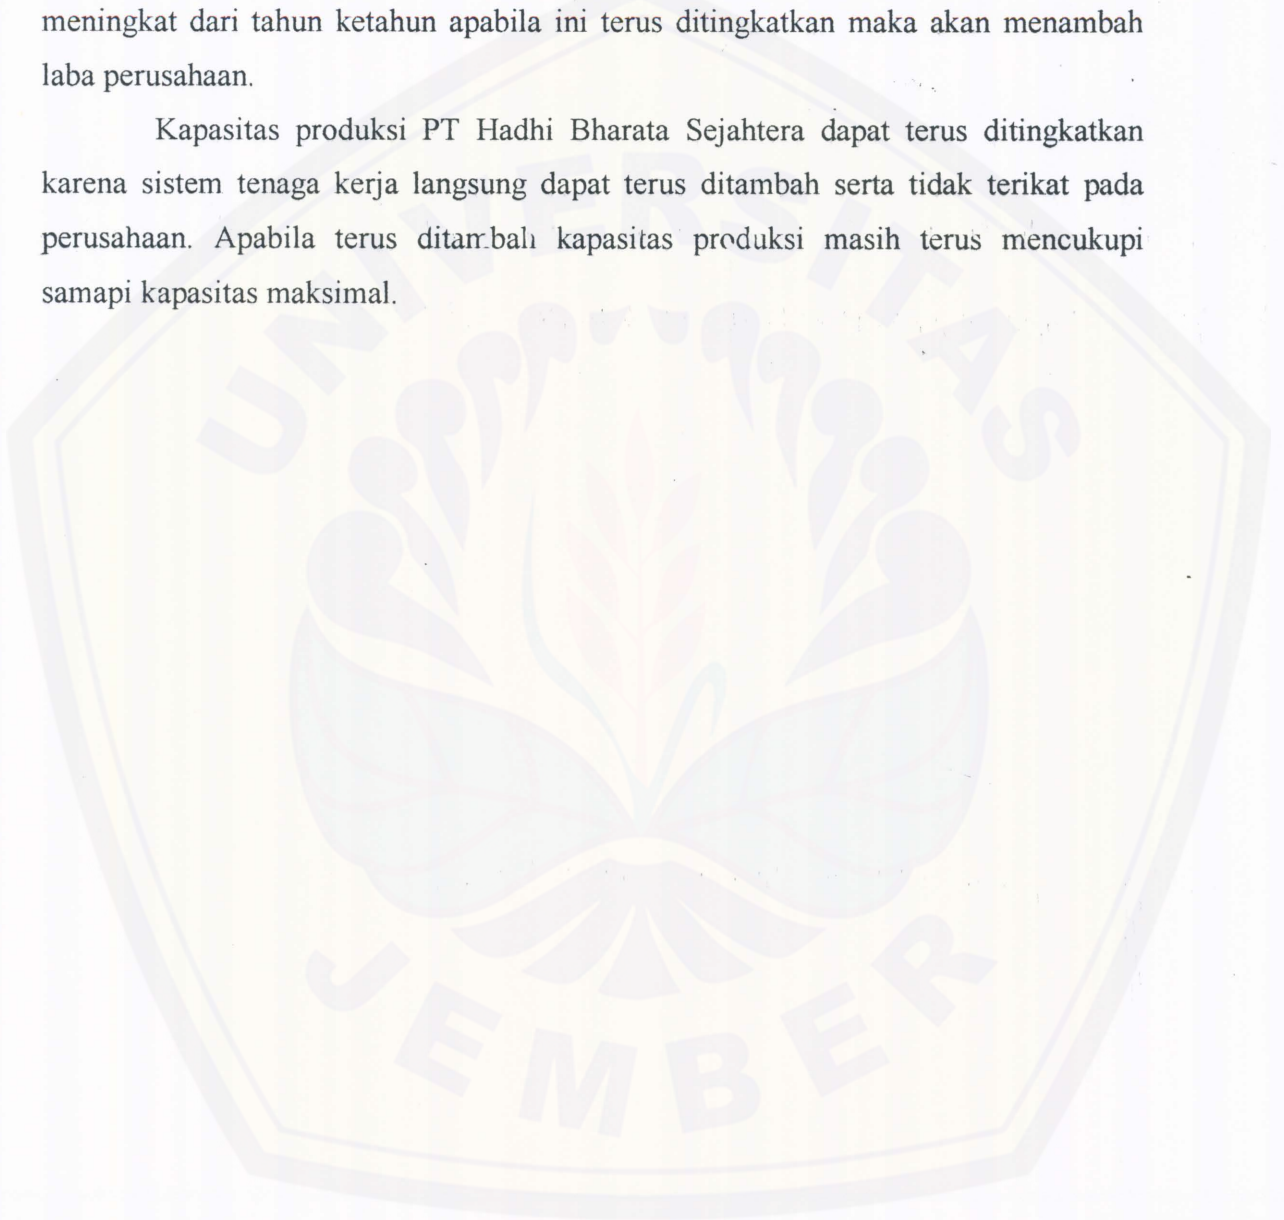 meningkat dari tahun ketahun apabila ini terus ditingkatkan maka akan menambah
laba perusahaan.
Kapasitas produksi PT Hadhi Bharata Sejahtera dapat terus ditingkatkan
karena sistem tenaga kerja langsung dapat terus ditambah serta tidak terikat pada
perusahaan. Apabila terus ditambah kapasitas produksi masih terus mencukupi
samapi kapasitas maksimal.
UNIVERSITAS
JEMBER